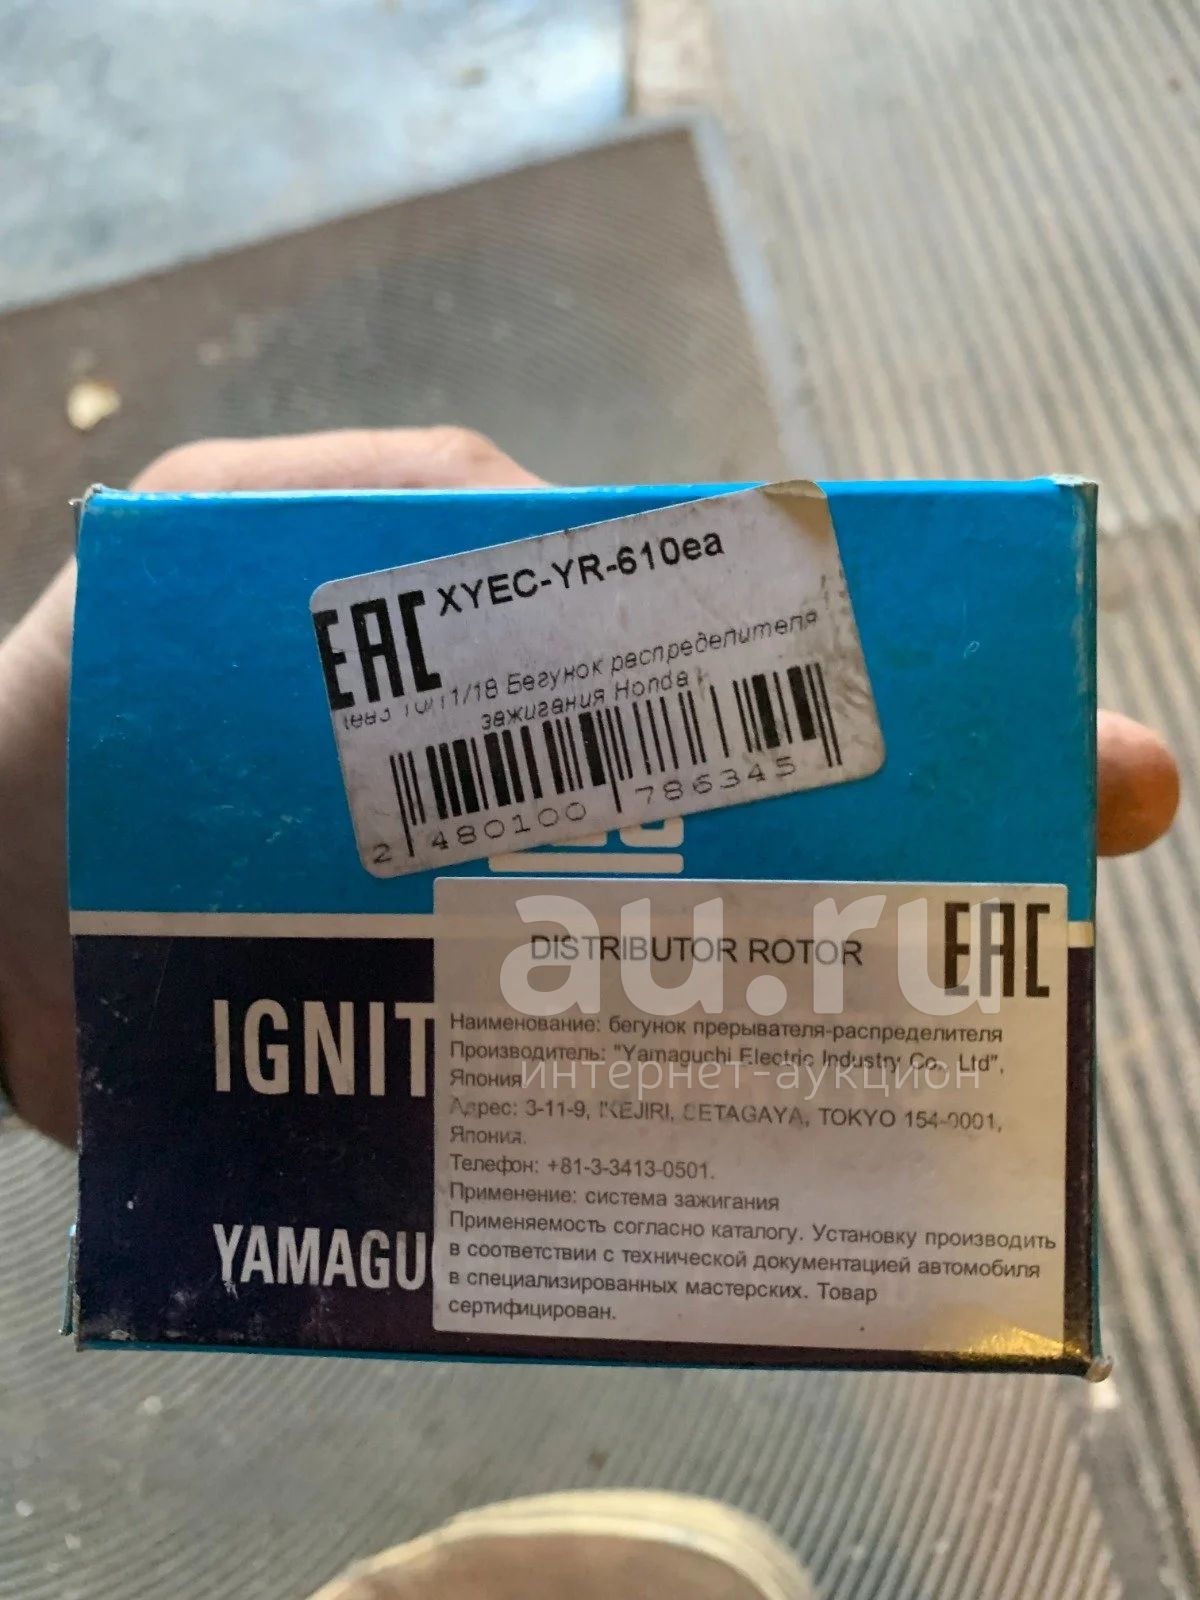 EAC XYEC-YR-610ea
11/18 Бегунок распределителя
зажигания Honda
2 480100 786345
DISTRIBUTOR ROTOR EAC
IGNIT
Наименование: бегунок прерывателя-распределителя
Производитель: "Yamaguchi Electric Industry Co., Ltd",
Япония
Адрес: 3-11-9, IKEJIRI, SETAGAYA, TOKYO 154-0001,
Япония.
Телефон: +81-3-3413-0501.
Применение: система зажигания
Применяемость согласно каталогу. Установку производить
в соответствии с технической документацией автомобиля
в специализированных мастерских. Товар
сертифицирован.
YAMAGU
au.ru
интернет-аукцион